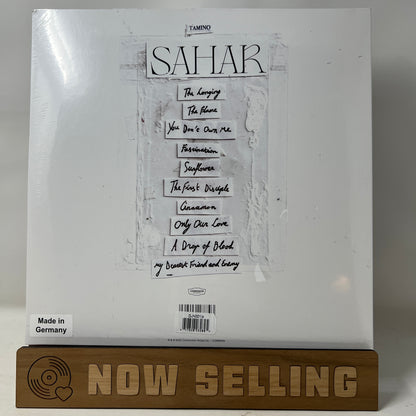 TAMINO
SAHAR
The Longing
The Flame
You Don't Own Me
Fascination
Sunflower
The First Disciple
Cinnamon
Only Our Love
A Drop of Blood
my Dearest Friend and Enemy
Made in
Germany
NOW SELLING